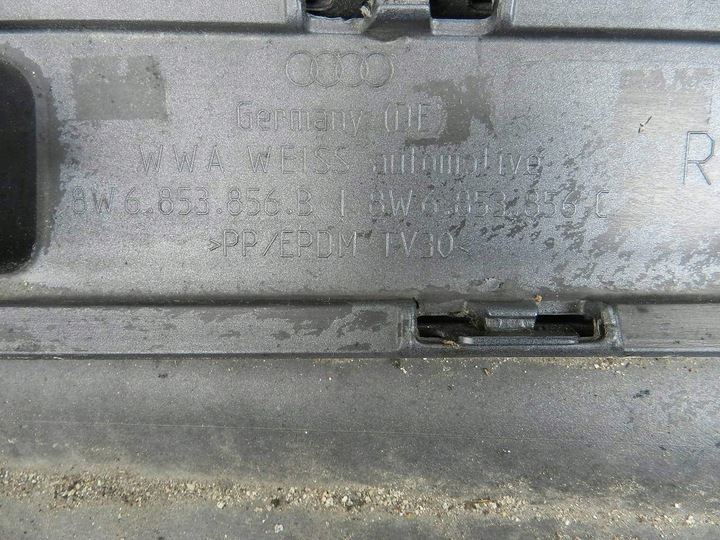 Germany (DE)
WWA WEISS automotive
R
8W6.853.856.B | 8W6.853.856.C
>PP/EPDM TV30<